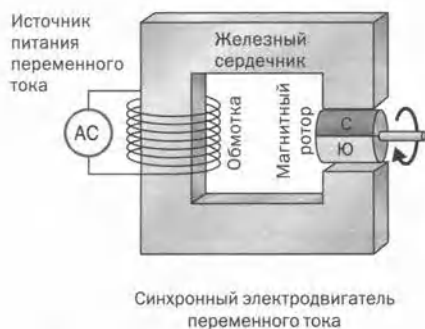 Источник
питания
переменного
тока
Железный
сердечник
AC
Обмотка
Магнитный
ротор
С
Ю
Синхронный электродвигатель
переменного тока